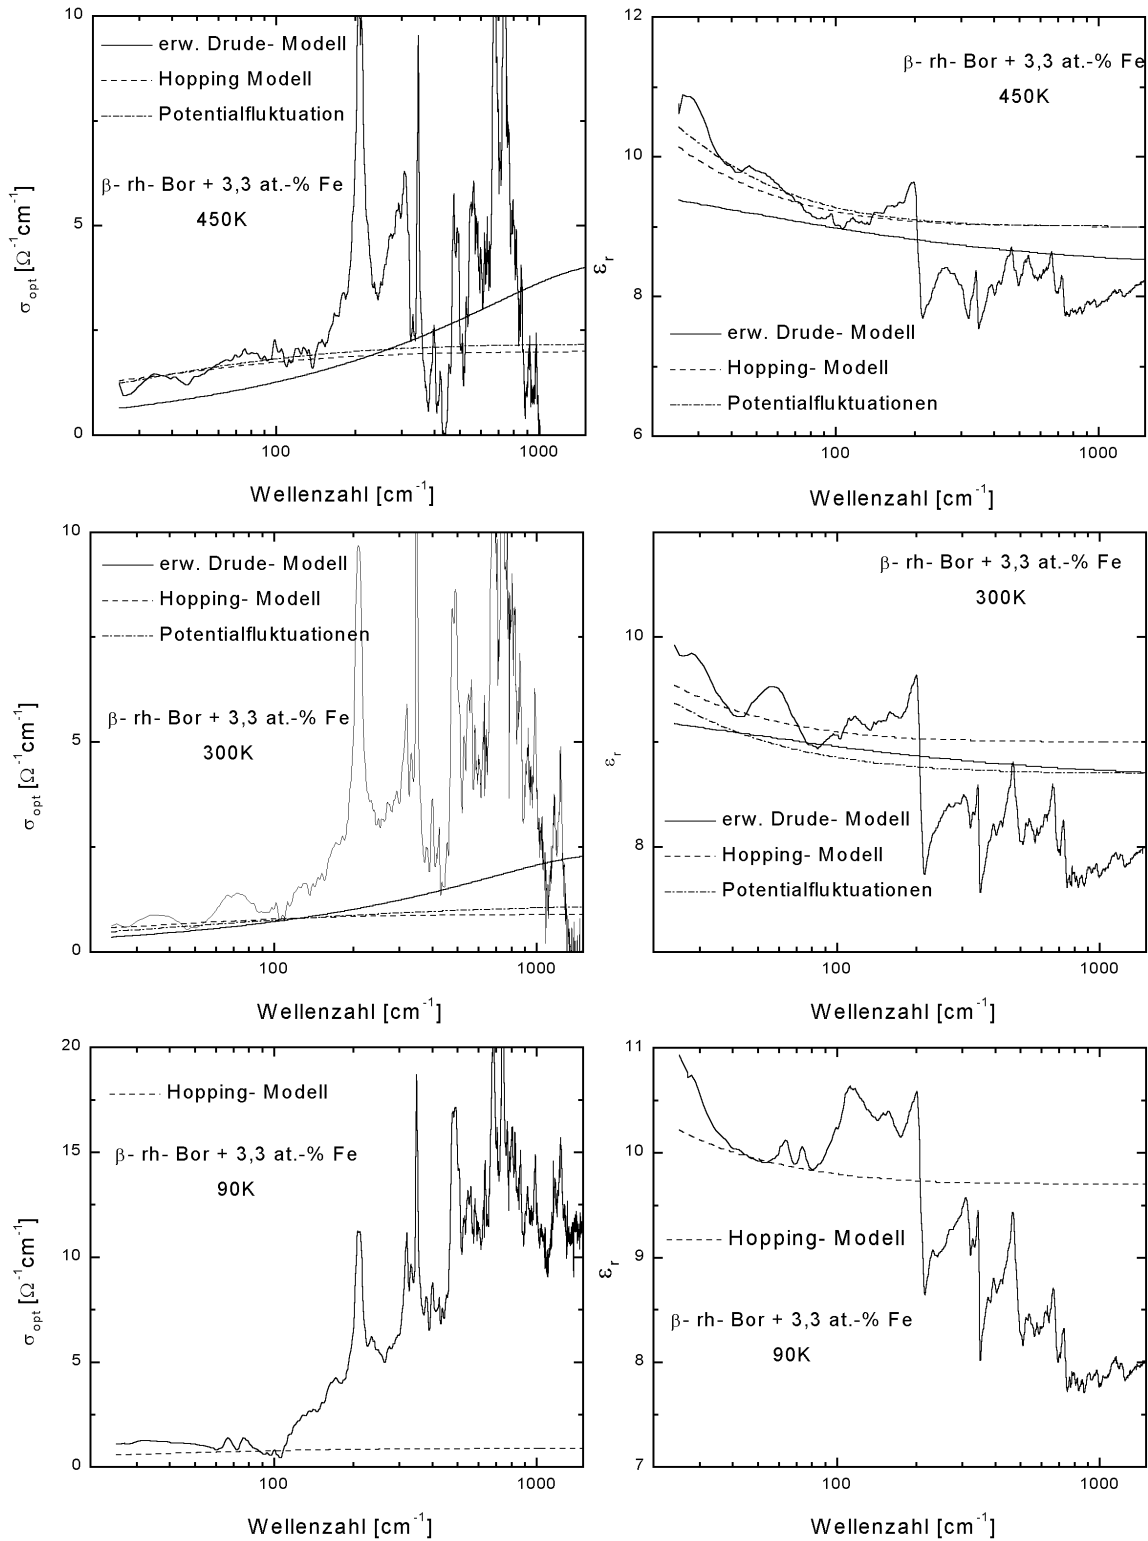 10
erw. Drude- Modell
Hopping Modell
Potentialfluktuation
β- rh- Bor + 3,3 at.-% Fe
450K
5
0
σopt [Ω-1cm-1]
100
1000
Wellenzahl [cm-1]
12
β- rh- Bor + 3,3 at.-% Fe
450K
10
εr
8
erw. Drude- Modell
Hopping- Modell
Potentialfluktuationen
6
100
1000
Wellenzahl [cm-1]
10
erw. Drude- Modell
Hopping- Modell
Potentialfluktuationen
β- rh- Bor + 3,3 at.-% Fe
300K
5
σopt [Ω-1cm-1]
0
100
1000
Wellenzahl [cm-1]
β- rh- Bor + 3,3 at.-% Fe
300K
10
εr
erw. Drude- Modell
8
Hopping- Modell
Potentialfluktuationen
100
1000
Wellenzahl [cm-1]
20
Hopping- Modell
15
β- rh- Bor + 3,3 at.-% Fe
90K
10
σopt [Ω-1cm-1]
5
0
100
1000
Wellenzahl [cm-1]
11
10
Hopping- Modell
9
εr
β- rh- Bor + 3,3 at.-% Fe
90K
8
7
100
1000
Wellenzahl [cm-1]